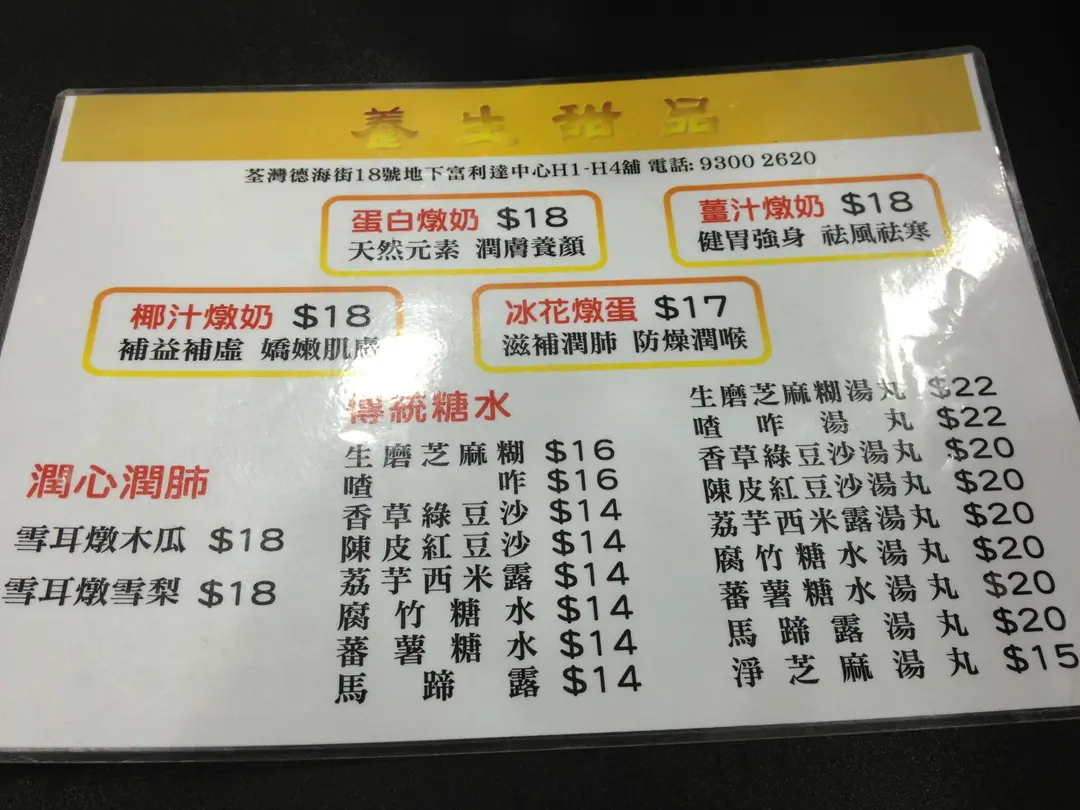 養生甜品
荃灣德海街18號地下富利達中心H1-H4舖 電話: 9300 2620
蛋白燉奶 $18
天然元素 潤膚養顏
薑汁燉奶 $18
健胃強身 祛風祛寒
椰汁燉奶 $18
補益補虛 嬌嫩肌膚
冰花燉蛋 $17
滋補潤肺 防燥潤喉
潤心潤肺
雪耳燉木瓜 $18
雪耳燉雪梨 $18
傳統糖水
生磨芝麻糊 $16
喳咋 $16
香草綠豆沙 $14
陳皮紅豆沙 $14
荔芋西米露 $14
腐竹糖水 $14
蕃薯糖水 $14
馬蹄露 $14
生磨芝麻糊湯丸 $22
喳咋湯丸 $22
香草綠豆沙湯丸 $20
陳皮紅豆沙湯丸 $20
荔芋西米露湯丸 $20
腐竹糖水湯丸 $20
蕃薯糖水湯丸 $20
馬蹄露湯丸 $20
淨芝麻湯丸 $15